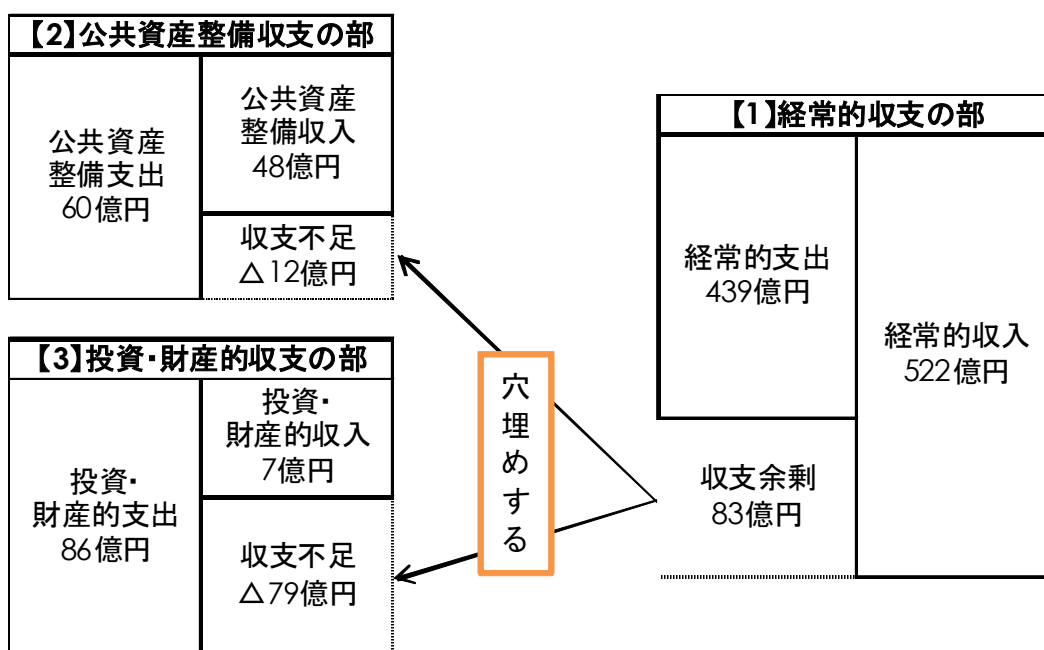 【2】公共資産整備収支の部
公共資産
整備支出
60億円
公共資産
整備収入
48億円
収支不足
△12億円
【3】投資・財産的収支の部
投資・
財産的支出
86億円
投資・
財産的収入
7億円
収支不足
△79億円
穴埋めする
【1】経常的収支の部
経常的支出
439億円
収支余剰
83億円
経常的収入
522億円